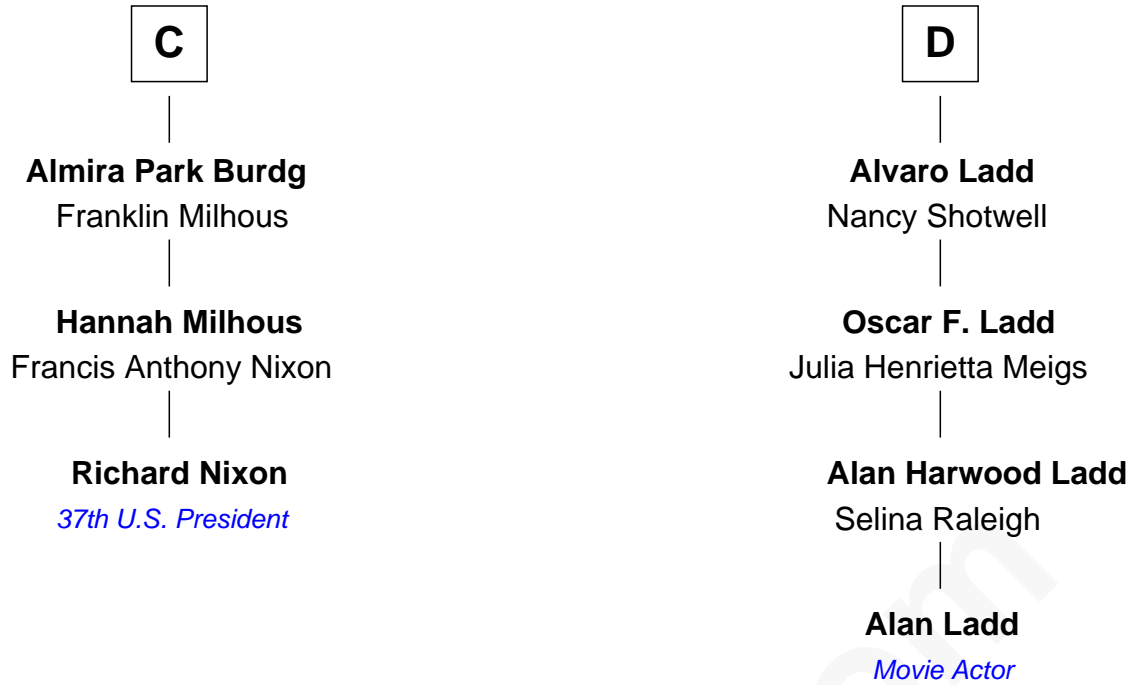 C
Almira Park Burdg
Franklin Milhous
Hannah Milhous
Francis Anthony Nixon
Richard Nixon
37th U.S. President
D
Alvaro Ladd
Nancy Shotwell
Oscar F. Ladd
Julia Henrietta Meigs
Alan Harwood Ladd
Selina Raleigh
Alan Ladd
Movie Actor
om